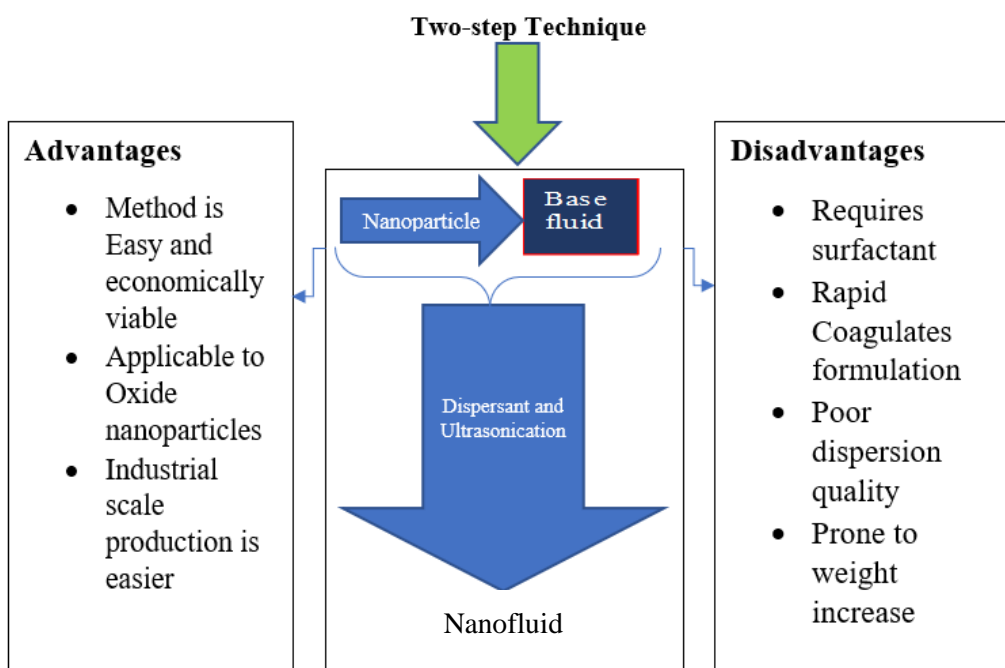 Two-step Technique
Advantages
• Method is
Easy and
economically
viable
• Applicable to
Oxide
nanoparticles
• Industrial
scale
production is
easier
Nanoparticle
Base
fluid
Dispersant and
Ultrasonication
Nanofluid
Disadvantages
• Requires
surfactant
• Rapid
Coagulates
formulation
• Poor
dispersion
quality
• Prone to
weight
increase